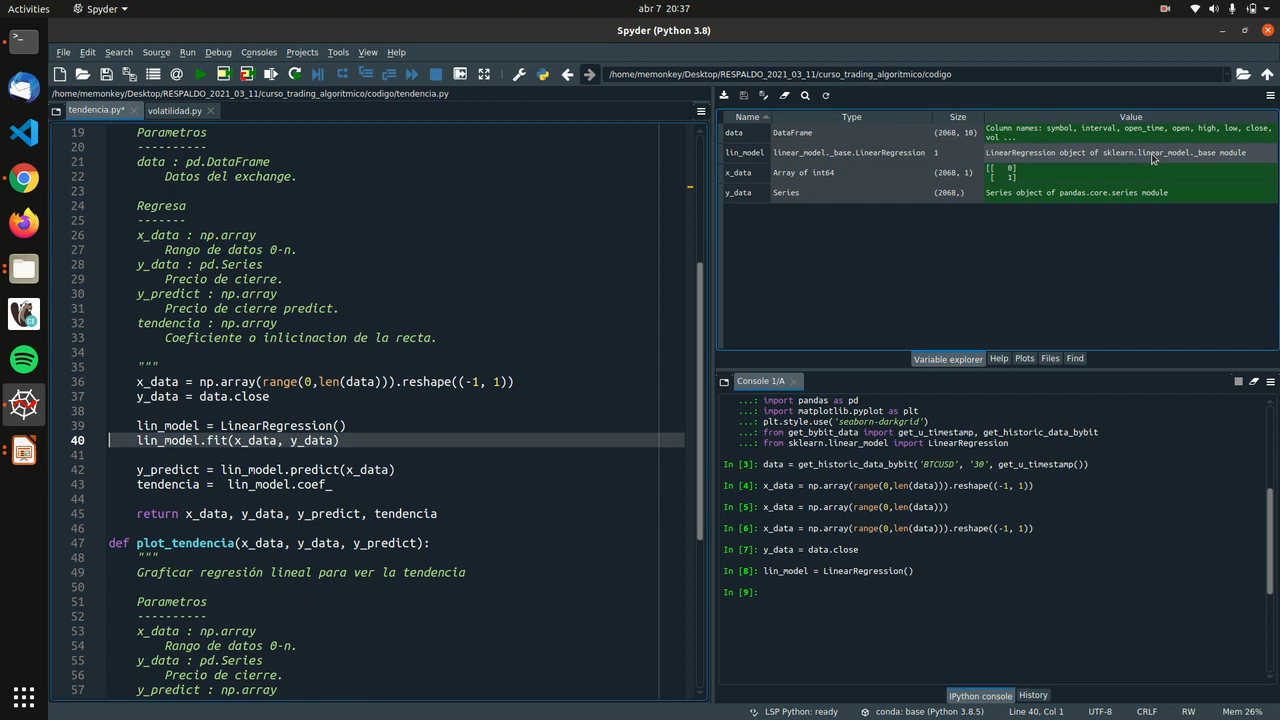 Activities
Spyder
abr 7 20:37
Spyder (Python 3.8)
File Edit Search Source Run Debug Consoles Projects Tools View Help
/home/memonkey/Desktop/RESPALDO_2021_03_11/curso_trading_algoritmico/codigo
/home/memonkey/Desktop/RESPALDO_2021_03_11/curso_trading_algoritmico/codigo/tendencia.py
tendencia.py*
volatilidad.py
19 Parametros
20 ----------
21 data : pd.DataFrame
22 Datos del exchange.
23
24 Regresa
25 -------
26 x_data : np.array
27 Rango de datos 0-n.
28 y_data : pd.Series
29 Precio de cierre.
30 y_predict : np.array
31 Precio de cierre predict.
32 tendencia : np.array
33 Coeficiente o inlicinacion de la recta.
34
35 """
36 x_data = np.array(range(0,len(data))).reshape((-1, 1))
37 y_data = data.close
38
39 lin_model = LinearRegression()
40 lin_model.fit(x_data, y_data)
41
42 y_predict = lin_model.predict(x_data)
43 tendencia =  lin_model.coef_
44
45 return x_data, y_data, y_predict, tendencia
46
47 def plot_tendencia(x_data, y_data, y_predict):
48 """
49 Graficar regresión lineal para ver la tendencia
50
51 Parametros
52 ----------
53 x_data : np.array
54 Rango de datos 0-n.
55 y_data : pd.Series
56 Precio de cierre.
57 y_predict : np.array
Name Type Size Value
data DataFrame (2068, 10) Column names: symbol, interval, open_time, open, high, low, close,
vol ...
lin_model linear_model._base.LinearRegression 1 LinearRegression object of sklearn.linear_model._base module
x_data Array of int64 (2068, 1) [[ 0]
[ 1]
y_data Series (2068,) Series object of pandas.core.series module
Variable explorer Help Plots Files Find
Console 1/A
...: import pandas as pd
...: import matplotlib.pyplot as plt
...: plt.style.use('seaborn-darkgrid')
...: from get_bybit_data import get_u_timestamp, get_historic_data_bybit
...: from sklearn.linear_model import LinearRegression
In [3]: data = get_historic_data_bybit('BTCUSD', '30', get_u_timestamp())
In [4]: x_data = np.array(range(0,len(data))).reshape((-1, 1))
In [5]: x_data = np.array(range(0,len(data)))
In [6]: x_data = np.array(range(0,len(data))).reshape((-1, 1))
In [7]: y_data = data.close
In [8]: lin_model = LinearRegression()
In [9]:
IPython console History
LSP Python: ready conda: base (Python 3.8.5) Line 40, Col 1 UTF-8 CRLF RW Mem 26%